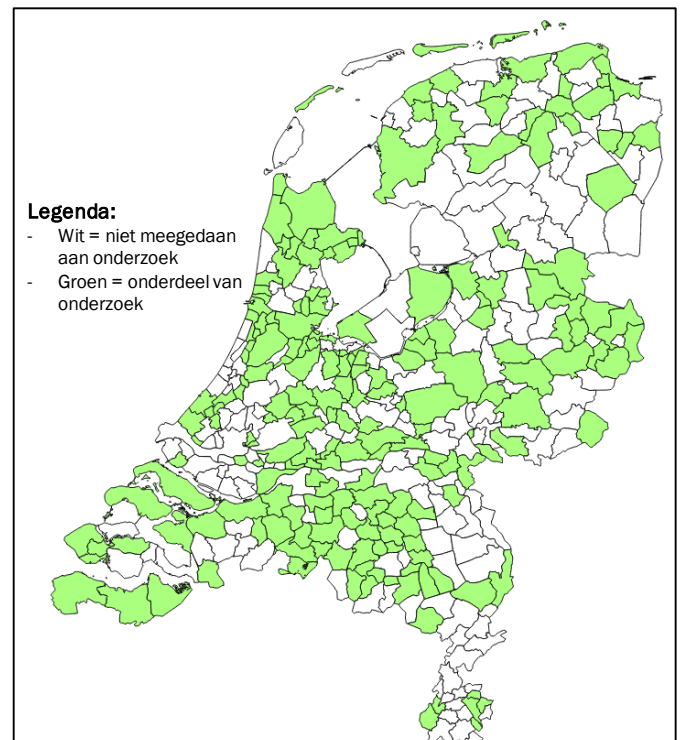 Legenda:
- Wit = niet meegedaan
aan onderzoek
- Groen = onderdeel van
onderzoek